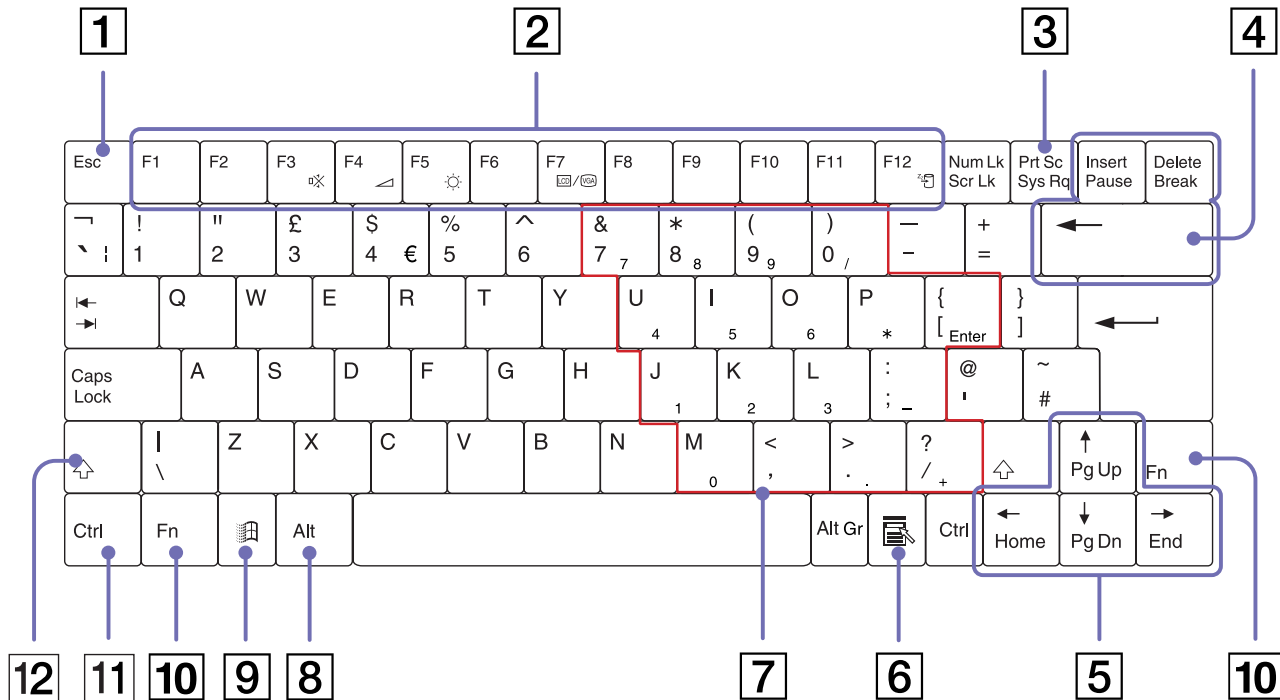 1 2 3 4
Esc F1 F2 F3 F4 F5 F6 F7 F8 F9 F10 F11 F12 Num Lk Prt Sc Insert Delete
LCD / VGA Scr Lk Sys Rq Pause Break
¬ ! " £ $ % ^ & * ( ) — +
` ¦ 1 2 3 4 € 5 6 7 7 8 8 9 9 0 / - =
Q W E R T Y U I O P { }
4 5 6 * [ Enter ]
Caps Lock A S D F G H J K L : @ ~
1 2 3 ; - ' #
| Z X C V B N M < > ? Pg Up Fn
\ 0 , . . / +
Ctrl Fn Alt Alt Gr Ctrl Home Pg Dn End
12 11 10 9 8 7 6 5 10